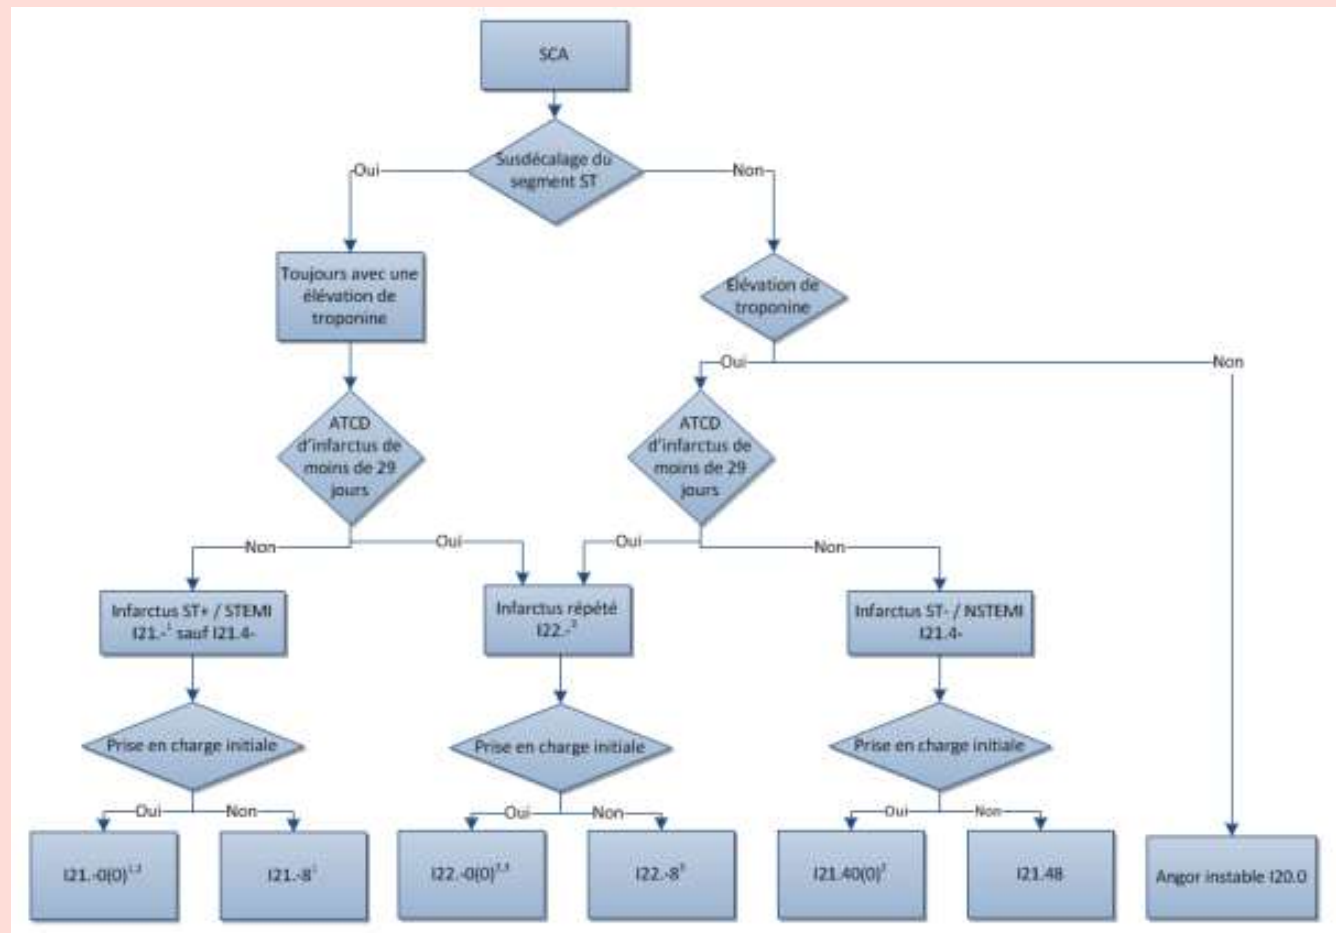 SCA
Susdécalage du
segment ST
Oui
Non
Toujours avec une
élévation de
troponine
Elévation de
troponine
Oui
Non
ATCD
d'infarctus de
moins de 29
jours
ATCD
d'infarctus de
moins de 29
jours
Non
Oui
Oui
Non
Infarctus ST+ / STEMI
I21.-¹ sauf I21.4-
Infarctus répété
I22.-³
Infarctus ST- / NSTEMI
I21.4-
Prise en charge initiale
Prise en charge initiale
Prise en charge initiale
Oui
Non
Oui
Non
Oui
Non
I21.-0(0)¹,²
I21.-8¹
I22.-0(0)²,³
I22.-8³
I21.40(0)²
I21.48
Angor instable I20.0